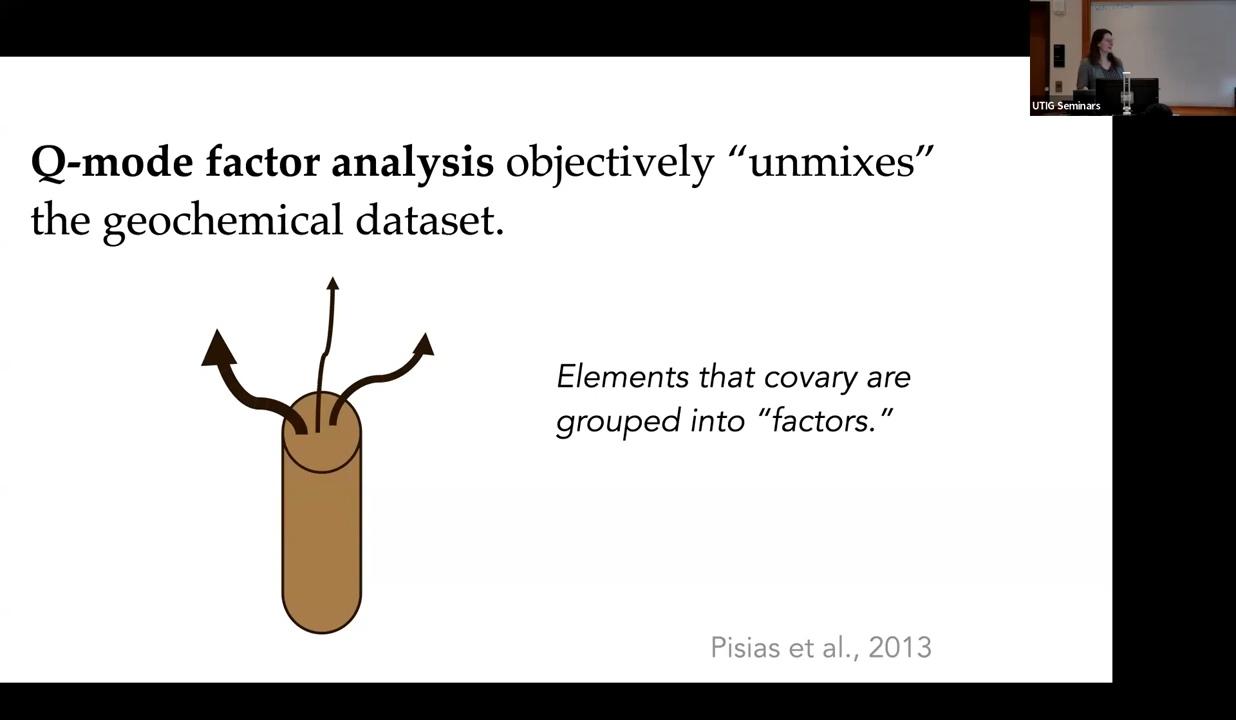 UTIG Seminars
Q-mode factor analysis objectively “unmixes”
the geochemical dataset.
Elements that covary are
grouped into “factors.”
Pisias et al., 2013